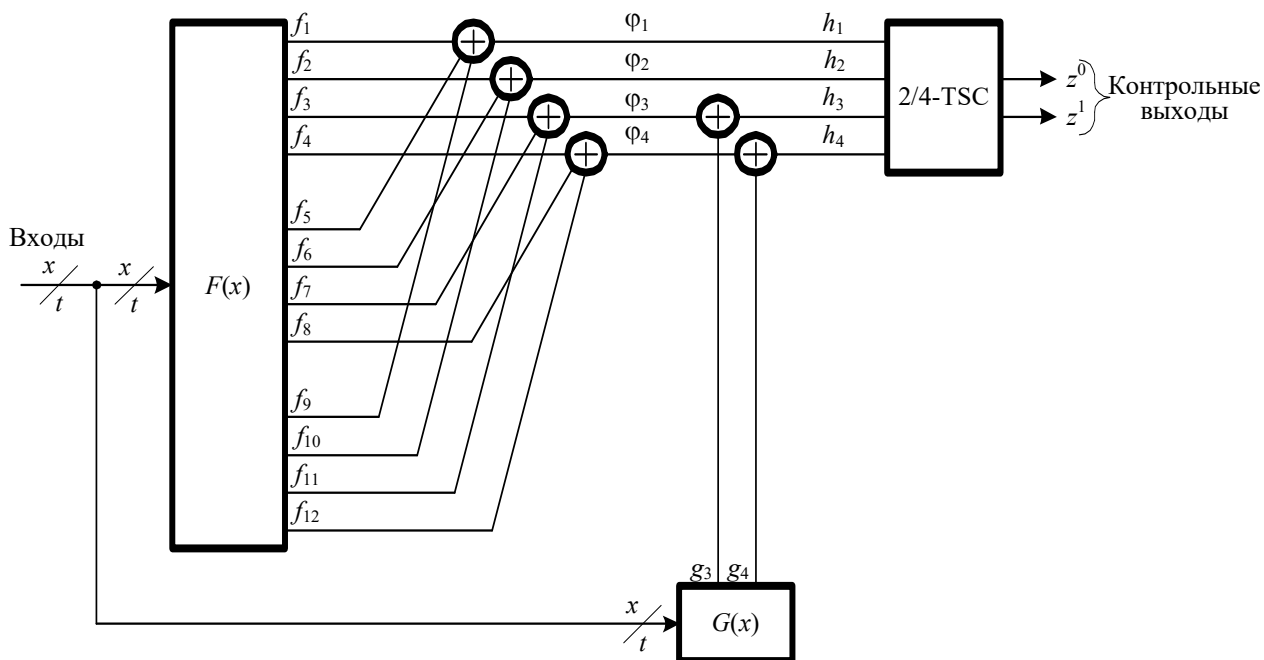 f₁ φ₁ h₁
f₂ φ₂ h₂
f₃ φ₃ h₃
f₄ φ₄ h₄
2/4-TSC
z⁰
z¹
Контрольные
выходы
f₅
f₆
f₇
f₈
Входы
x x
t t
F(x)
f₉
f₁₀
f₁₁
f₁₂
g₃ g₄
x
t
G(x)